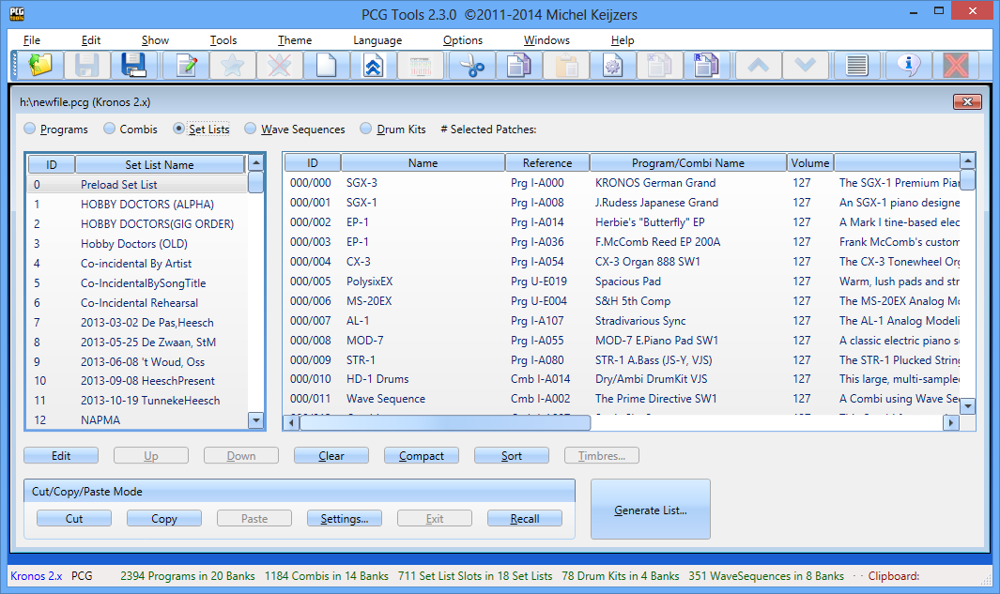 PCG Tools 2.3.0 ©2011-2014 Michel Keijzers
File Edit Show Tools Theme Language Options Windows Help
h:\newfile.pcg (Kronos 2.x)
Programs Combis Set Lists Wave Sequences Drum Kits # Selected Patches:
ID Set List Name
0 Preload Set List
1 HOBBY DOCTORS (ALPHA)
2 HOBBY DOCTORS(GIG ORDER)
3 Hobby Doctors (OLD)
4 Co-incidental By Artist
5 Co-IncidentalBySongTitle
6 Co-Incidental Rehearsal
7 2013-03-02 De Pas,Heesch
8 2013-05-25 De Zwaan, StM
9 2013-06-08 't Woud, Oss
10 2013-09-08 HeeschPresent
11 2013-10-19 TunnekeHeesch
12 NAPMA
ID Name Reference Program/Combi Name Volume
000/000 SGX-3 Prg I-A000 KRONOS German Grand 127 The SGX-1 Premium Pia
000/001 SGX-1 Prg I-A008 J.Rudess Japanese Grand 127 An SGX-1 piano designe
000/002 EP-1 Prg I-A014 Herbie's "Butterfly" EP 127 A Mark I tine-based elec
000/003 EP-1 Prg I-A036 F.McComb Reed EP 200A 127 Frank McComb's custom
000/004 CX-3 Prg I-A054 CX-3 Organ 888 SW1 127 The CX-3 Tonewheel Org
000/005 PolysixEX Prg U-E019 Spacious Pad 127 Warm, lush pads and str
000/006 MS-20EX Prg U-E004 S&H 5th Comp 127 The MS-20EX Analog Mo
000/007 AL-1 Prg I-A107 Stradivarious Sync 127 The AL-1 Analog Modeli
000/008 MOD-7 Prg I-A055 MOD-7 E.Piano Pad SW1 127 A classic electric piano s
000/009 STR-1 Prg I-A080 STR-1 A.Bass (JS-Y, VJS) 127 The STR-1 Plucked String
000/010 HD-1 Drums Cmb I-A014 Dry/Ambi DrumKit VJS 127 This large, multi-sample
000/011 Wave Sequence Cmb I-A002 The Prime Directive SW1 127 A Combi using Wave Se
Edit Up Down Clear Compact Sort Timbres...
Cut/Copy/Paste Mode
Cut Copy Paste Settings... Exit Recall
Generate List...
Kronos 2.x PCG 2394 Programs in 20 Banks 1184 Combis in 14 Banks 711 Set List Slots in 18 Set Lists 78 Drum Kits in 4 Banks 351 WaveSequences in 8 Banks - - Clipboard: